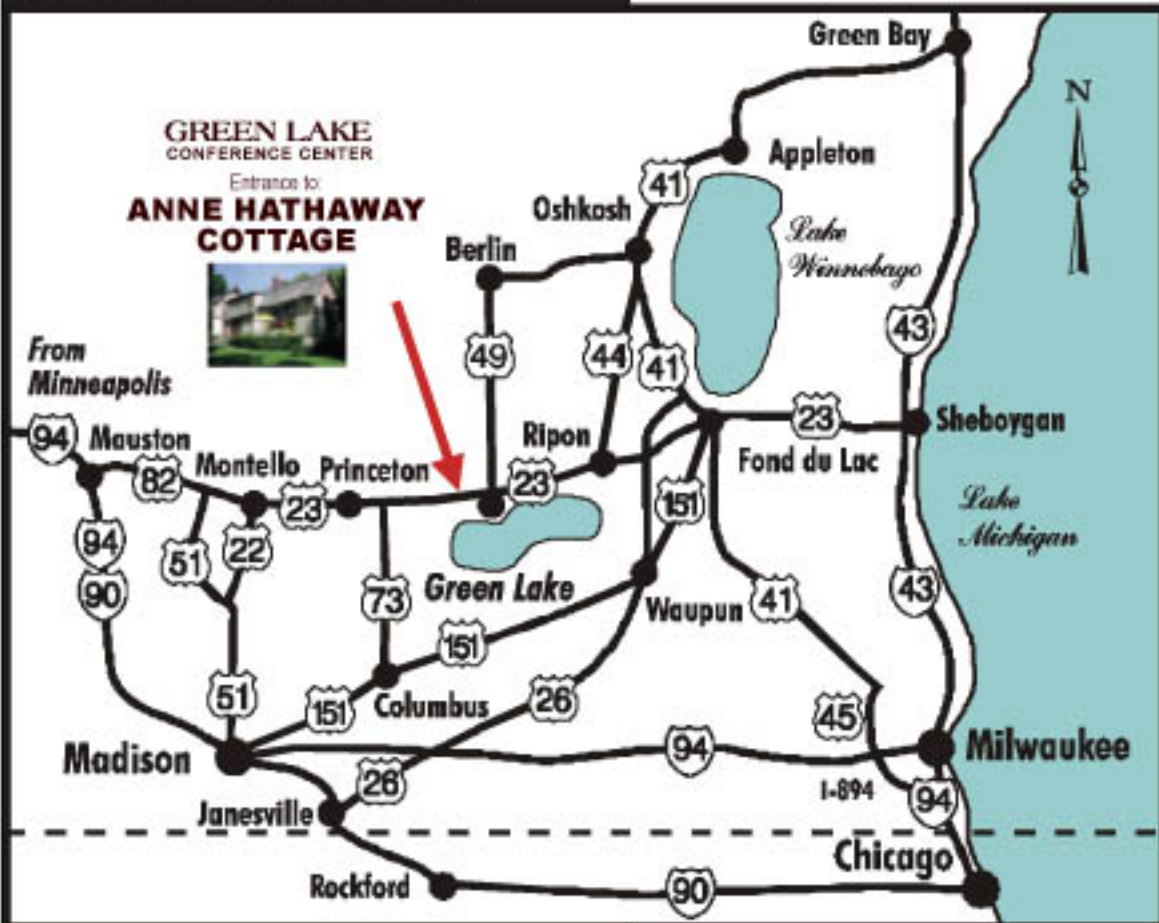 Green Bay
N
GREEN LAKE
CONFERENCE CENTER
Entrance to:
ANNE HATHAWAY
COTTAGE
Appleton
41
Oshkosh
Lake
Winnebago
Berlin
43
From
Minneapolis
49
44
41
94
Mauston
82
Montello
23
Princeton
Ripon
23
23
Sheboygan
Fond du Lac
Lake
Michigan
151
94
51
22
90
73
Green Lake
Waupun
41
43
151
51
151
Columbus
26
45
Madison
94
Milwaukee
26
I-894
94
Janesville
Chicago
Rockford
90